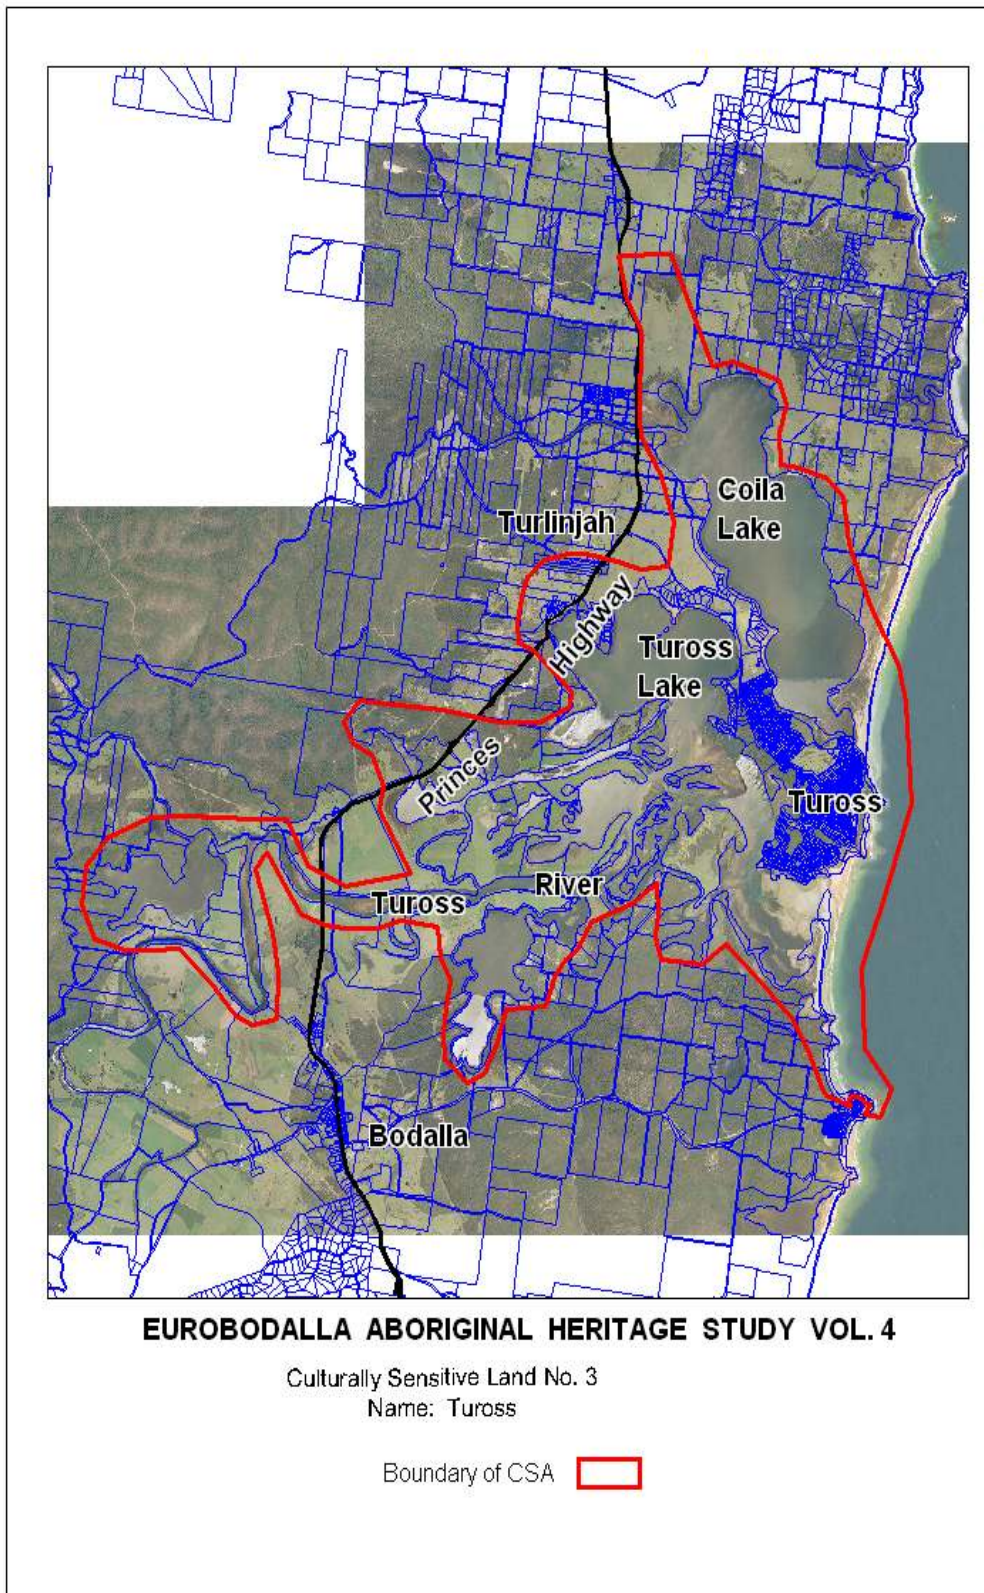 Coila
Lake
Turlinjah
Princes Highway
Tuross
Lake
Tuross
Tuross River
Bodalla
EUROBODALLA ABORIGINAL HERITAGE STUDY VOL. 4
Culturally Sensitive Land No. 3
Name: Tuross
Boundary of CSA